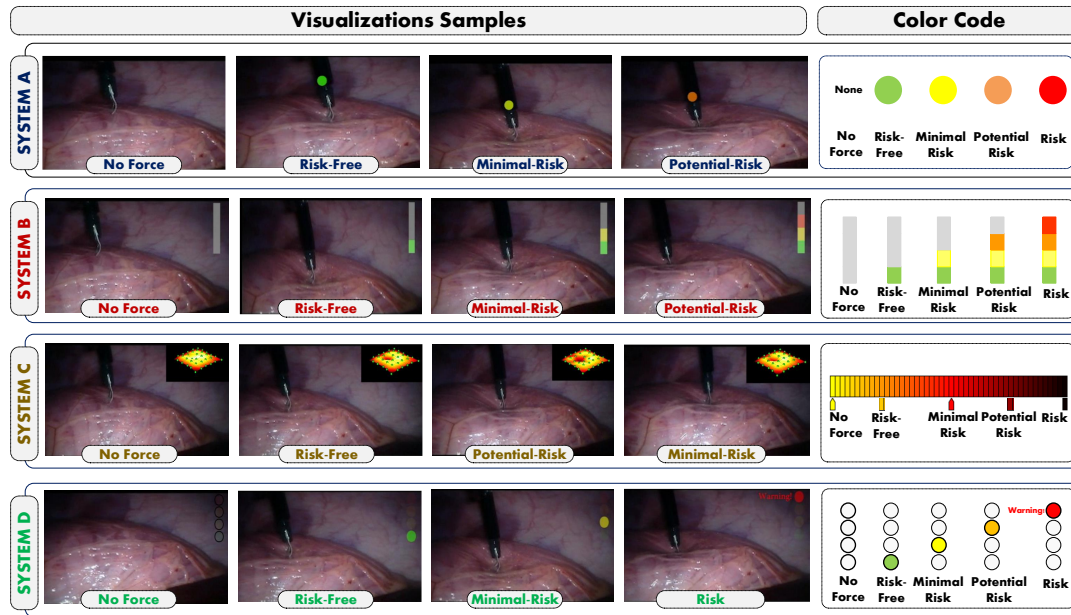 Visualizations Samples
Color Code
SYSTEM A
No Force
Risk-Free
Minimal-Risk
Potential-Risk
None
No Force
Risk-Free
Minimal Risk
Potential Risk
Risk
SYSTEM B
No Force
Risk-Free
Minimal-Risk
Potential-Risk
No Force
Risk-Free
Minimal Risk
Potential Risk
Risk
SYSTEM C
No Force
Risk-Free
Potential-Risk
Minimal-Risk
No Force
Risk-Free
Minimal Risk
Potential Risk
Risk
SYSTEM D
Warning!
No Force
Risk-Free
Minimal-Risk
Risk
Warning!
No Force
Risk-Free
Minimal Risk
Potential Risk
Risk